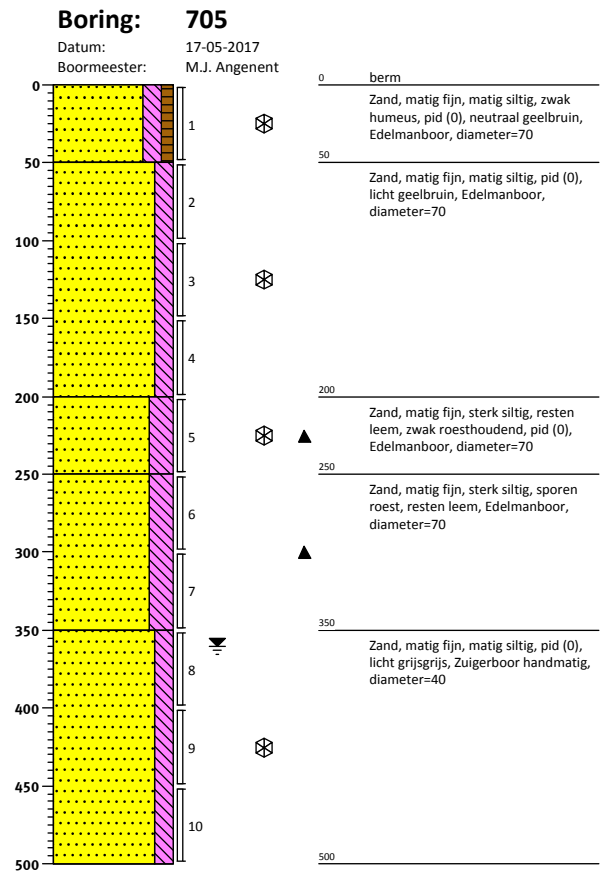 Boring: 705
Datum: 17-05-2017
Boormeester: M.J. Angenent
0
50
100
150
200
250
300
350
400
450
500
1
2
3
4
5
6
7
8
9
10
0 berm
Zand, matig fijn, matig siltig, zwak
humeus, pid (0), neutraal geelbruin,
Edelmanboor, diameter=70
50
Zand, matig fijn, matig siltig, pid (0),
licht geelbruin, Edelmanboor,
diameter=70
200
Zand, matig fijn, sterk siltig, resten
leem, zwak roesthoudend, pid (0),
Edelmanboor, diameter=70
250
Zand, matig fijn, sterk siltig, sporen
roest, resten leem, Edelmanboor,
diameter=70
350
Zand, matig fijn, matig siltig, pid (0),
licht grijsgrijs, Zuigerboor handmatig,
diameter=40
500